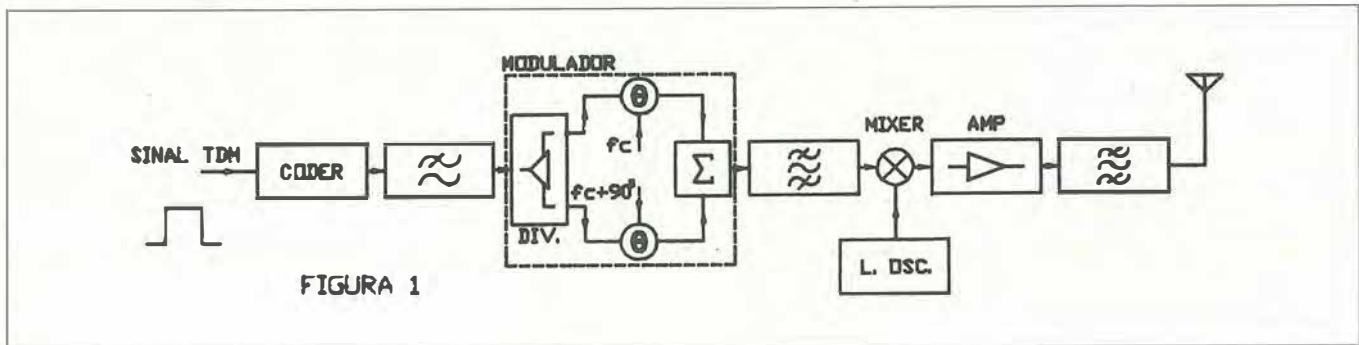 MODULADOR
SINAL TDM
CODER
DIV.
θ
fc
fc+90°
θ
Σ
MIXER
AMP
L. OSC.
FIGURA 1